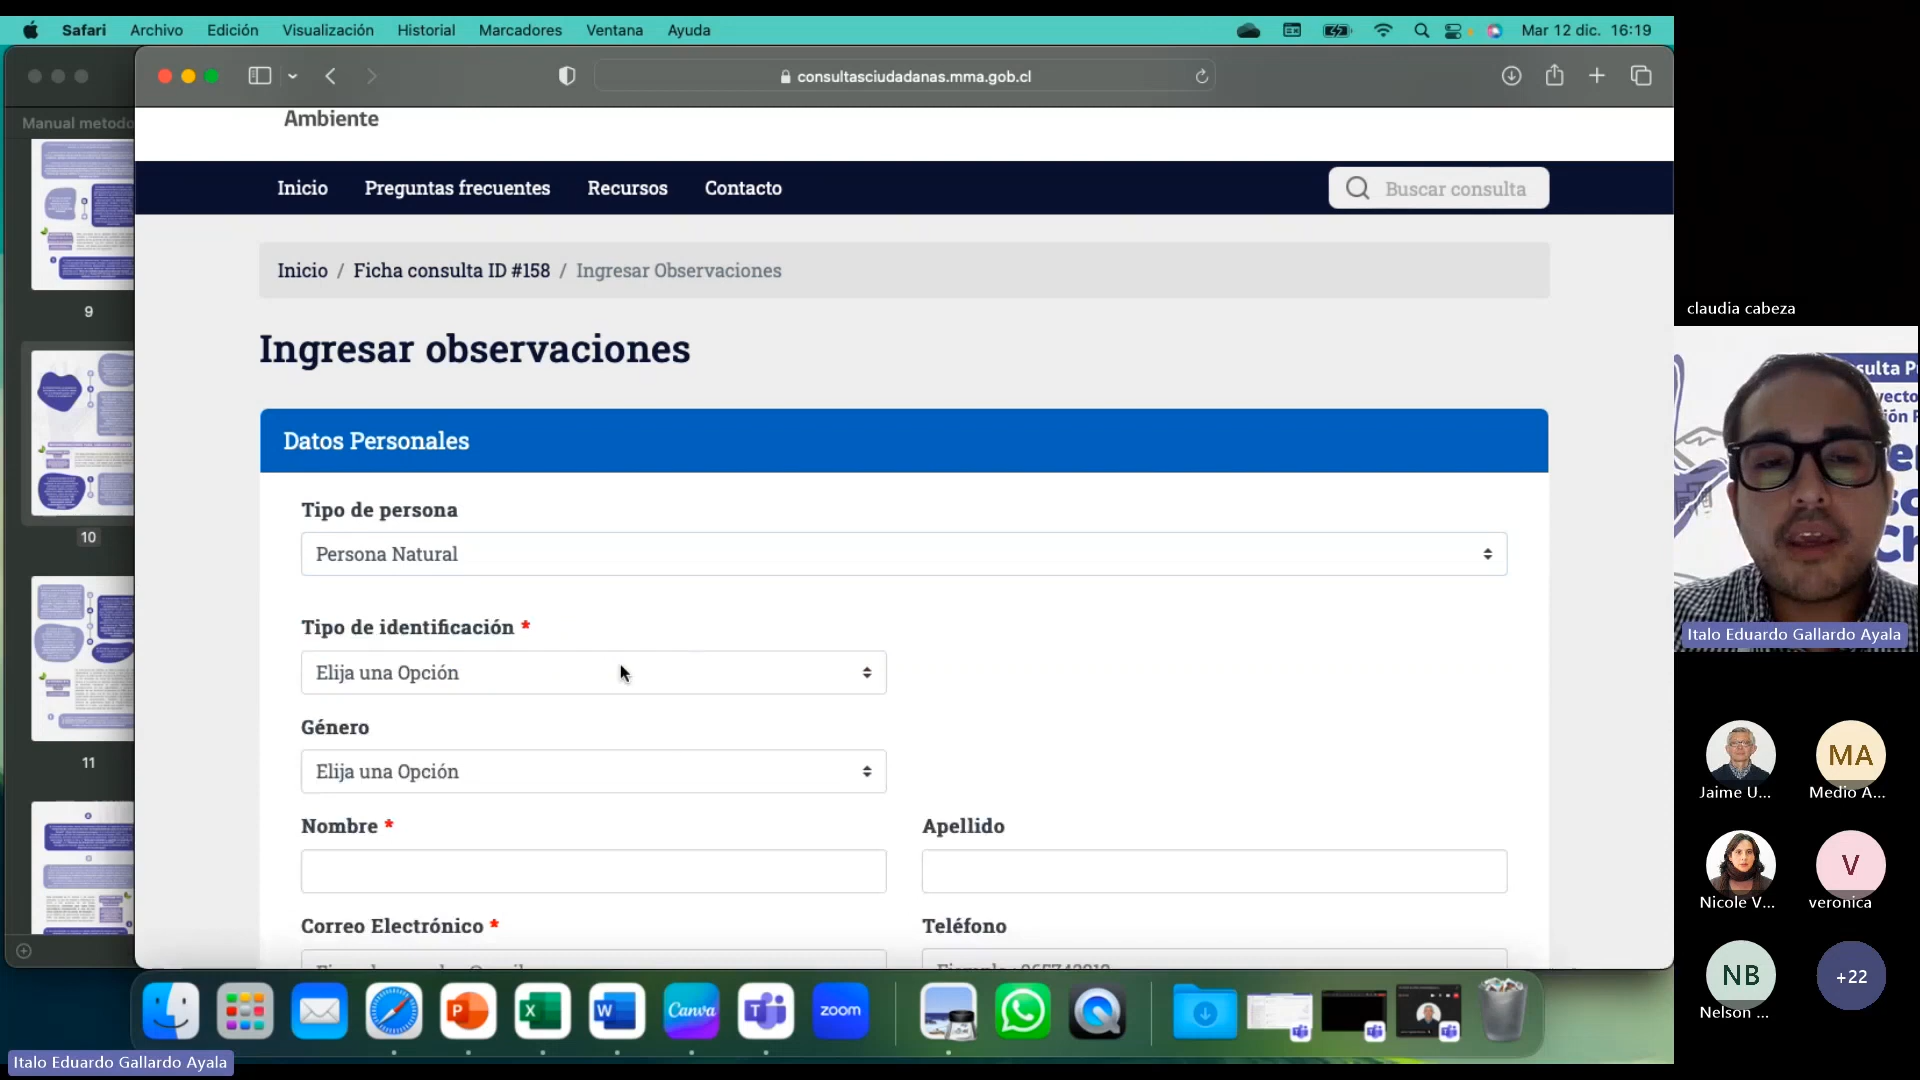 Safari Archivo Edición Visualización Historial Marcadores Ventana Ayuda
Mar 12 dic. 16:19
consultasciudadanas.mma.gob.cl
Manual metodo
9
10
11
Ambiente
Inicio Preguntas frecuentes Recursos Contacto
Buscar consulta
Inicio / Ficha consulta ID #158 / Ingresar Observaciones
Ingresar observaciones
Datos Personales
Tipo de persona
Persona Natural
Tipo de identificación *
Elija una Opción
Género
Elija una Opción
Nombre *
Apellido
Correo Electrónico *
Teléfono
P
X
W
Canva
zoom
Italo Eduardo Gallardo Ayala
claudia cabeza
Italo Eduardo Gallardo Ayala
Jaime U...
MA
Medio A...
Nicole V...
V
veronica
NB
Nelson ...
+22